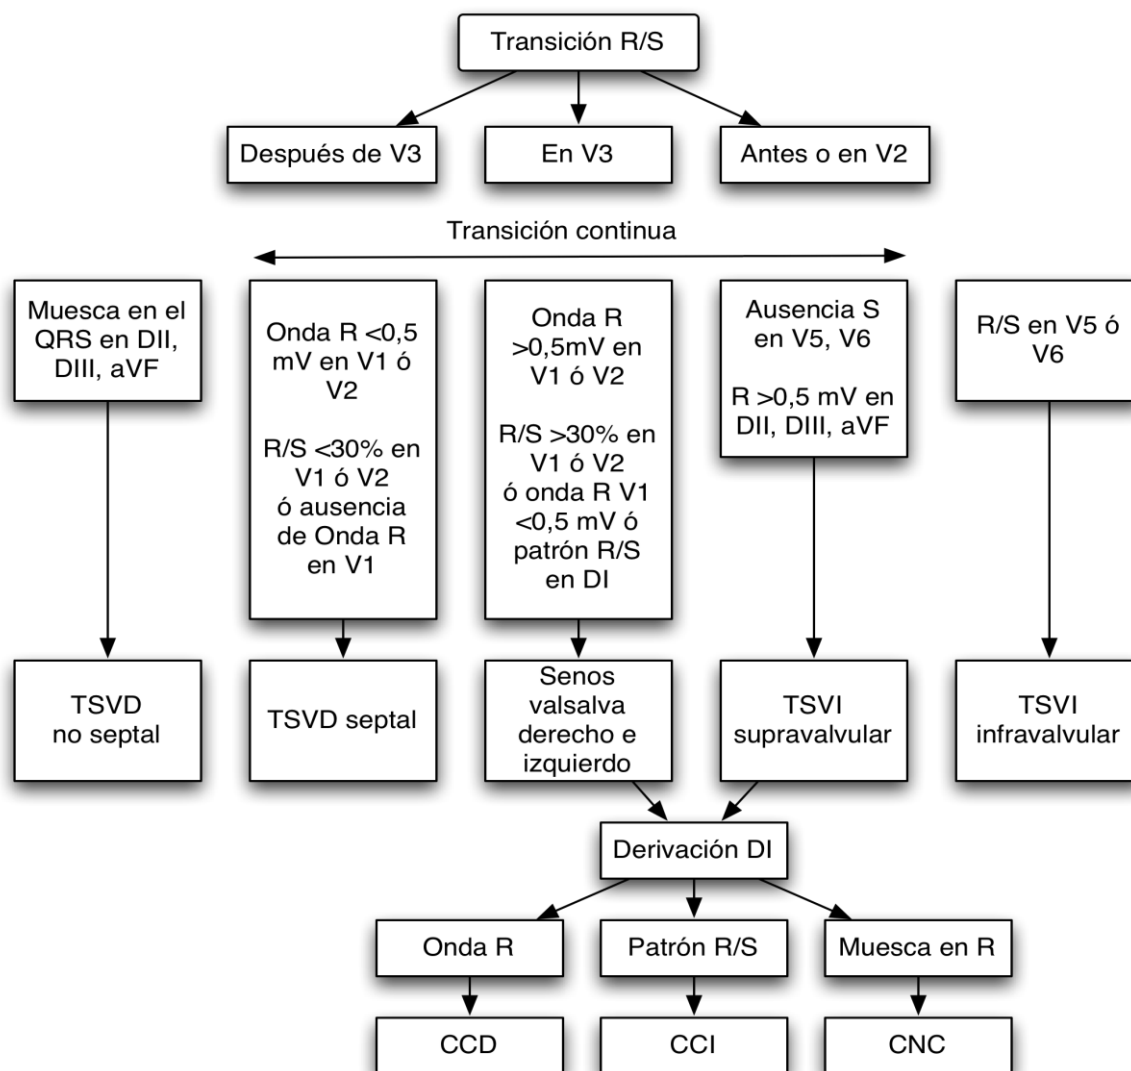 Transición R/S
Después de V3
En V3
Antes o en V2
Transición continua
Muesca en el
QRS en DII,
DIII, aVF
Onda R <0,5
mV en V1 ó
V2
R/S <30% en
V1 ó V2
ó ausencia
de Onda R
en V1
Onda R
>0,5mV en
V1 ó V2
R/S >30% en
V1 ó V2
ó onda R V1
<0,5 mV ó
patrón R/S
en DI
Ausencia S
en V5, V6
R >0,5 mV en
DII, DIII, aVF
R/S en V5 ó
V6
TSVD
no septal
TSVD septal
Senos
valsalva
derecho e
izquierdo
TSVI
supravalvular
TSVI
infravalvular
Derivación DI
Onda R
Patrón R/S
Muesca en R
CCD
CCI
CNC